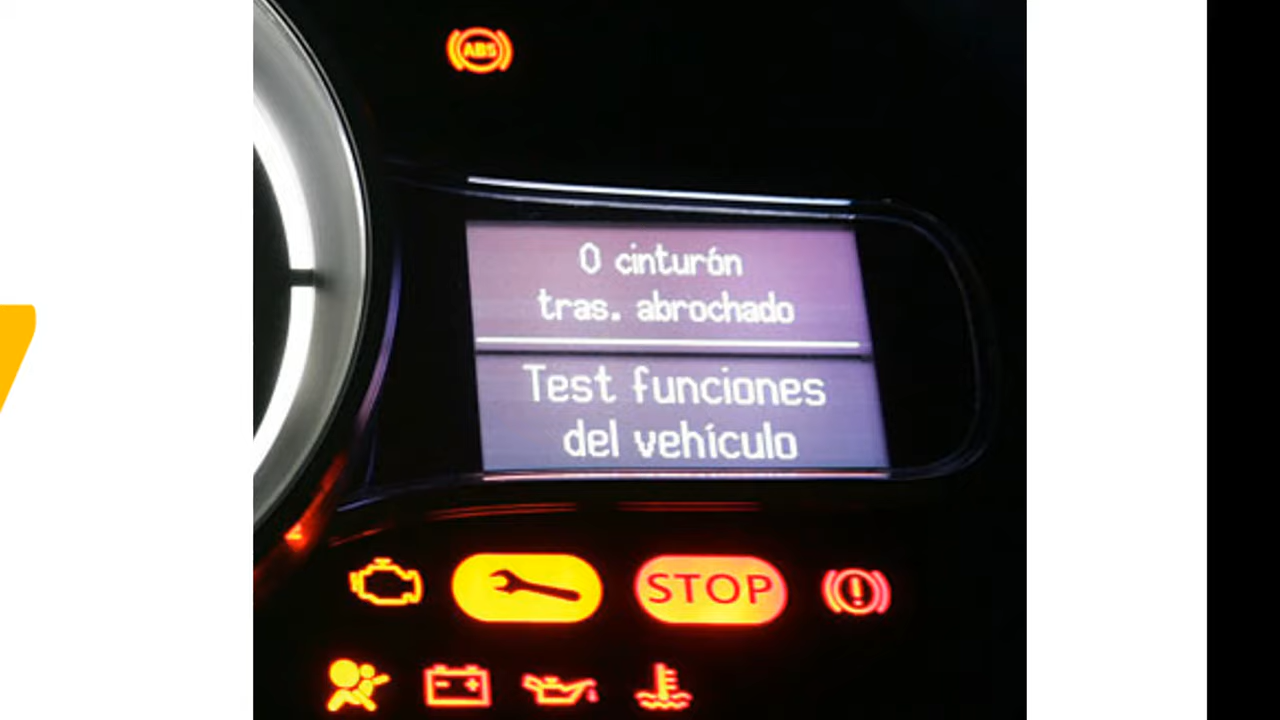 ABS
0 cinturón
tras. abrochado
Test funciones
del vehículo
STOP